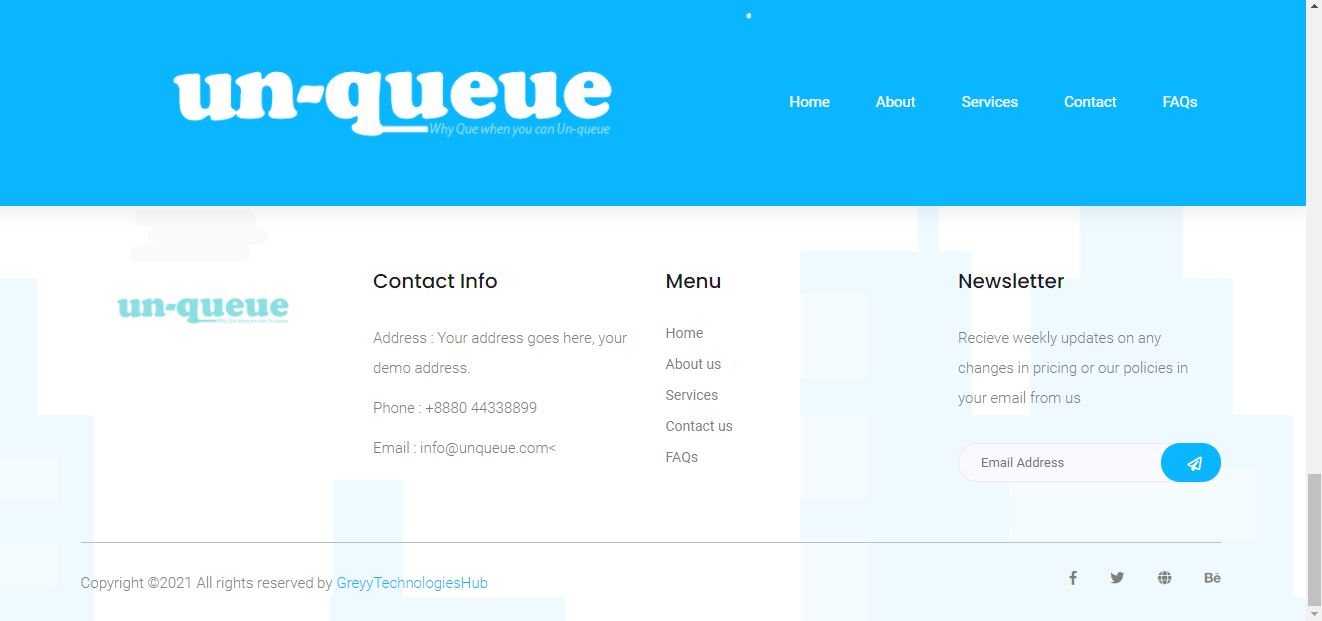 un-queue
Why Que when you can Un-queue
Home About Services Contact FAQs
un-queue
Why Que when you can Un-queue
Contact Info
Address : Your address goes here, your
demo address.
Phone : +8880 44338899
Email : info@unqueue.com<
Menu
Home
About us
Services
Contact us
FAQs
Newsletter
Recieve weekly updates on any
changes in pricing or our policies in
your email from us
Email Address
Copyright ©2021 All rights reserved by GreyyTechnologiesHub
Bē